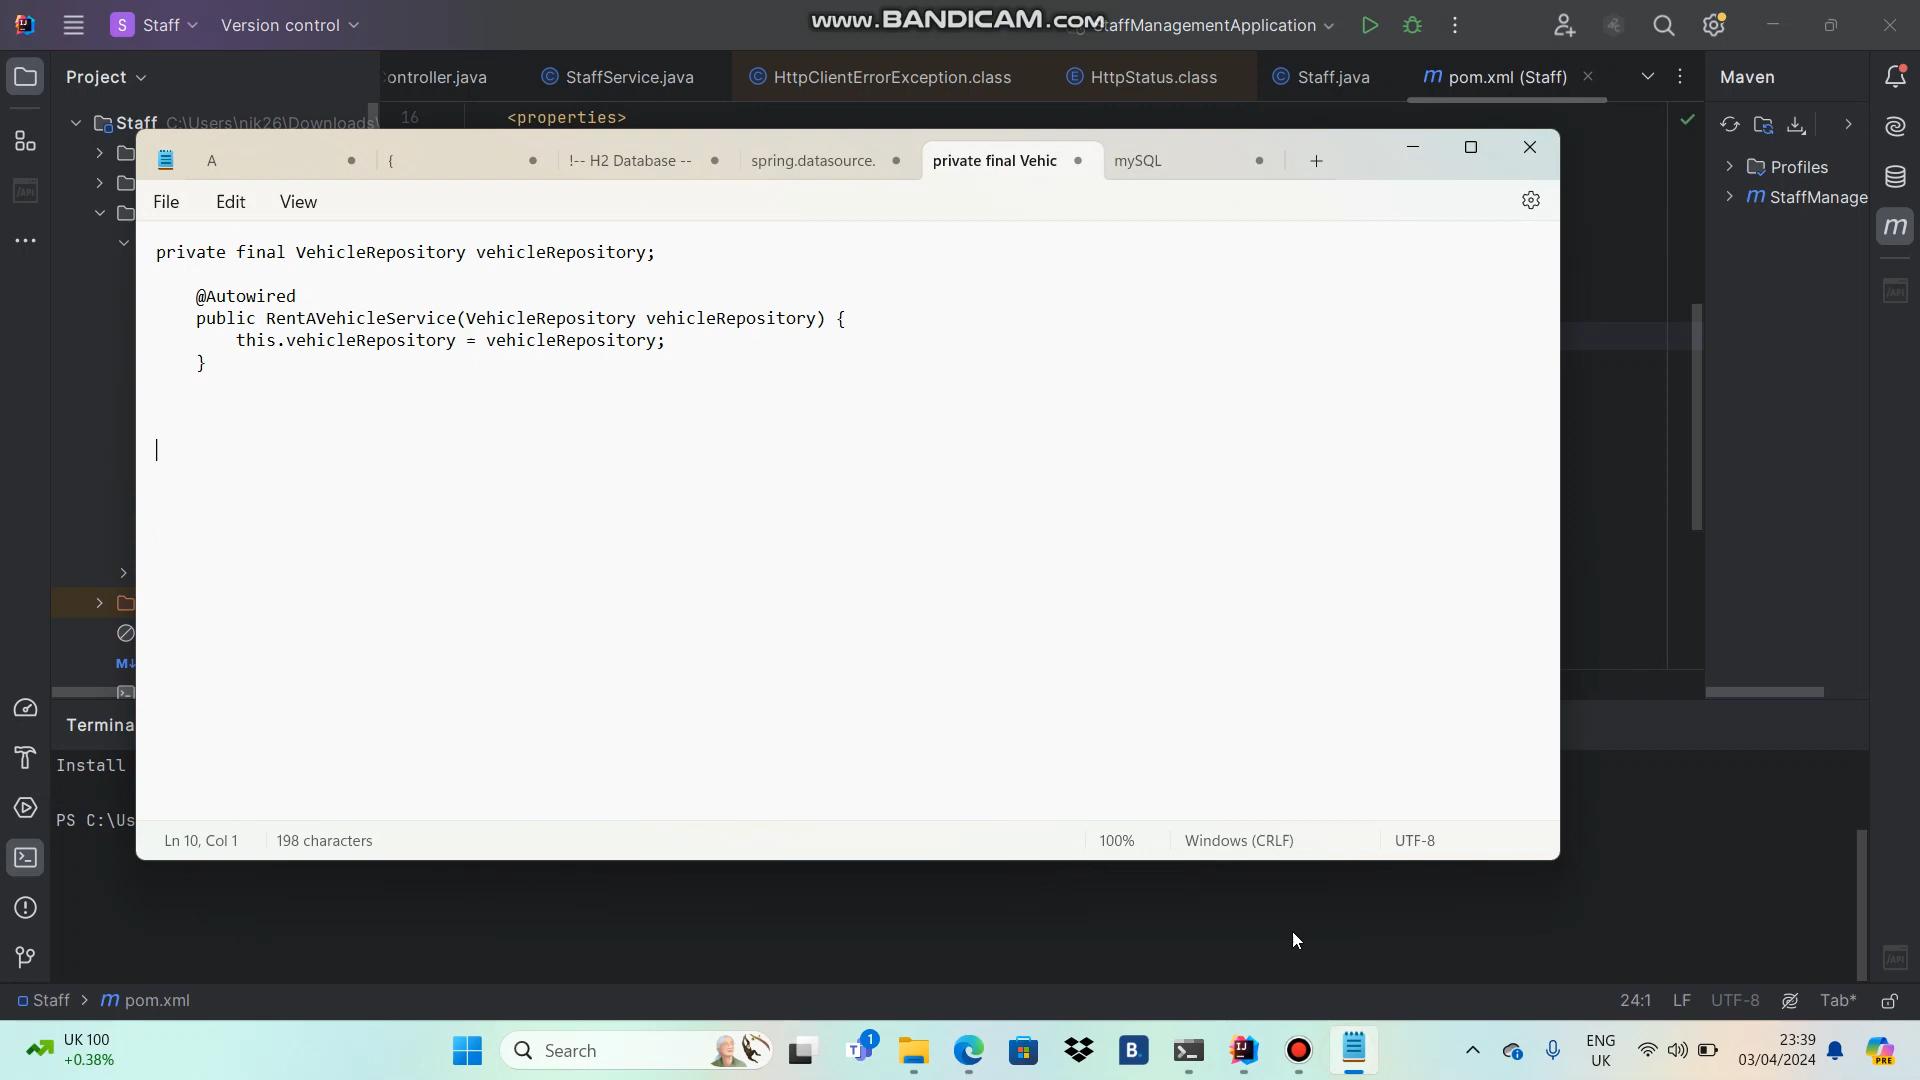 S Staff Version control www.BANDICAM.com taffManagementApplication
Project
ontroller.java StaffService.java HttpClientErrorException.class HttpStatus.class Staff.java pom.xml (Staff) Maven
Staff C:\Users\nik26\Downloads\
16 <properties>
A { !-- H2 Database -- spring.datasource. private final Vehic mySQL
File Edit View
Profiles
StaffManage
private final VehicleRepository vehicleRepository;
@Autowired
public RentAVehicleService(VehicleRepository vehicleRepository) {
this.vehicleRepository = vehicleRepository;
}
Termina
Install
PS C:\Us
Ln 10, Col 1 198 characters 100% Windows (CRLF) UTF-8
Staff > pom.xml 24:1 LF UTF-8 Tab*
UK 100
+0.38%
Search
1
B.
ENG
UK
23:39
03/04/2024
PRE